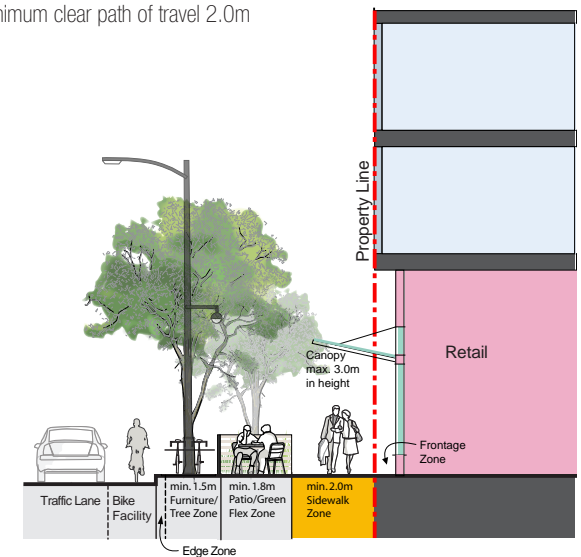 nimum clear path of travel 2.0m
Property Line
Canopy
max. 3.0m
in height
Retail
Frontage
Zone
Traffic Lane
Bike
Facility
min.1.5m
Furniture/
Tree Zone
min.1.8m
Patio/Green
Flex Zone
min.2.0m
Sidewalk
Zone
Edge Zone